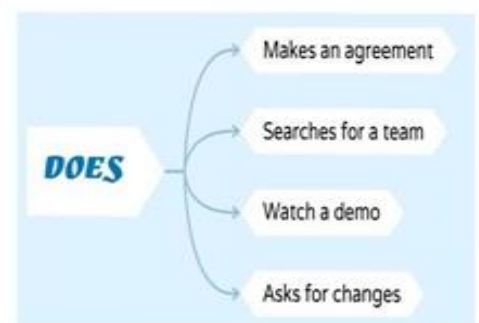 DOES
Makes an agreement
Searches for a team
Watch a demo
Asks for changes